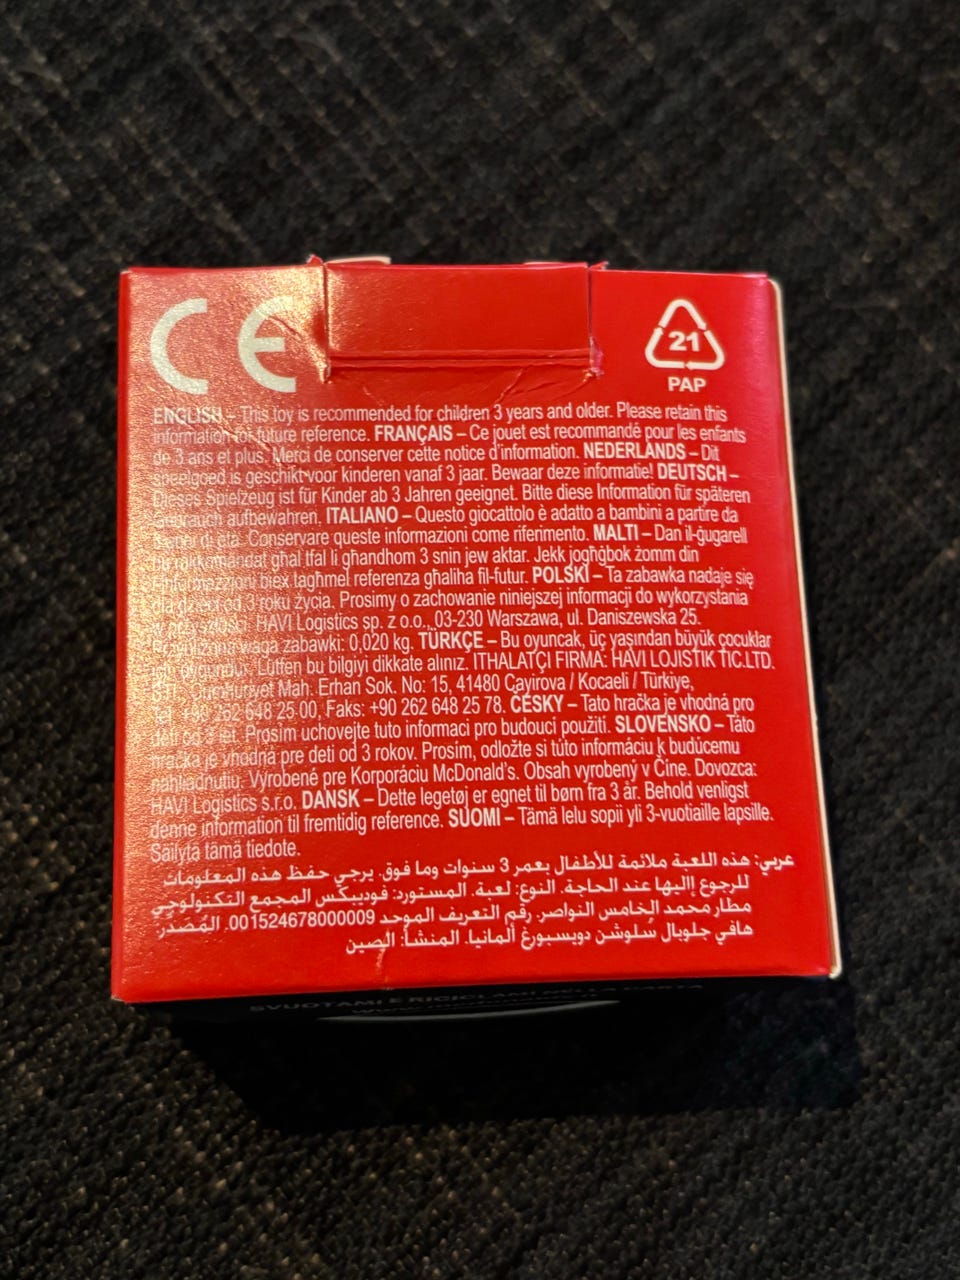 CE
21
PAP
ENGLISH – This toy is recommended for children 3 years and older. Please retain this
information for future reference. FRANÇAIS – Ce jouet est recommandé pour les enfants
de 3 ans et plus. Merci de conserver cette notice d'information. NEDERLANDS – Dit
speelgoed is geschikt voor kinderen vanaf 3 jaar. Bewaar deze informatie! DEUTSCH –
Dieses Spielzeug ist für Kinder ab 3 Jahren geeignet. Bitte diese Information für späteren
Gebrauch aufbewahren. ITALIANO – Questo giocattolo è adatto a bambini a partire da
di età. Conservare queste informazioni come riferimento. MALTI – Dan il-ġugarell
hu rakkomandat għal tfal li għandhom 3 snin jew aktar. Jekk jogħġbok żomm din
l-informazzjoni biex tagħmel referenza għaliha fil-futur. POLSKI – Ta zabawka nadaje się
dla dzieci od 3 roku życia. Prosimy o zachowanie niniejszej informacji do wykorzystania
w przyszłości. HAVI Logistics sp. z o.o., 03-230 Warszawa, ul. Daniszewska 25.
waga zabawki: 0,020 kg. TÜRKÇE – Bu oyuncak, üç yaşından büyük çocuklar
için uygundur. Lütfen bu bilgiyi dikkate alınız. İTHALATÇI FİRMA: HAVI LOJİSTİK TİC.LTD.
ŞTİ. Cumhuriyet Mah. Erhan Sok. No: 15, 41480 Çayirova / Kocaeli / Türkiye,
Tel: +90 262 648 25 00, Faks: +90 262 648 25 78. ČESKY – Tato hračka je vhodná pro
děti od 3 let. Prosím uchovejte tuto informaci pro budoucí použití. SLOVENSKO – Táto
hračka je vhodná pre deti od 3 rokov. Prosím, odložte si túto informáciu k budúcemu
nahliadnutiu. Vyrobené pre Korporáciu McDonald's. Obsah vyrobený v Číne. Dovozca:
HAVI Logistics s.r.o. DANSK – Dette legetøj er egnet til børn fra 3 år. Behold venligst
denne information til fremtidig reference. SUOMI – Tämä lelu sopii yli 3-vuotiaille lapsille.
Säilytä tämä tiedote.
عربي: هذه اللعبة ملائمة للأطفال بعمر 3 سنوات وما فوق. يرجى حفظ هذه المعلومات
للرجوع إليها عند الحاجة. النوع: لعبة. المستورد: فوديبكس المجمع التكنولوجي
مطار محمد الخامس النواصر. رقم التعريف الموحد 001524678000009. المُصَدر
هافي جلوبال سلوشن دويسبورغ ألمانيا. المنشأ: الصين
SVUOTAMI E RICICLAMI NELLA CARTA